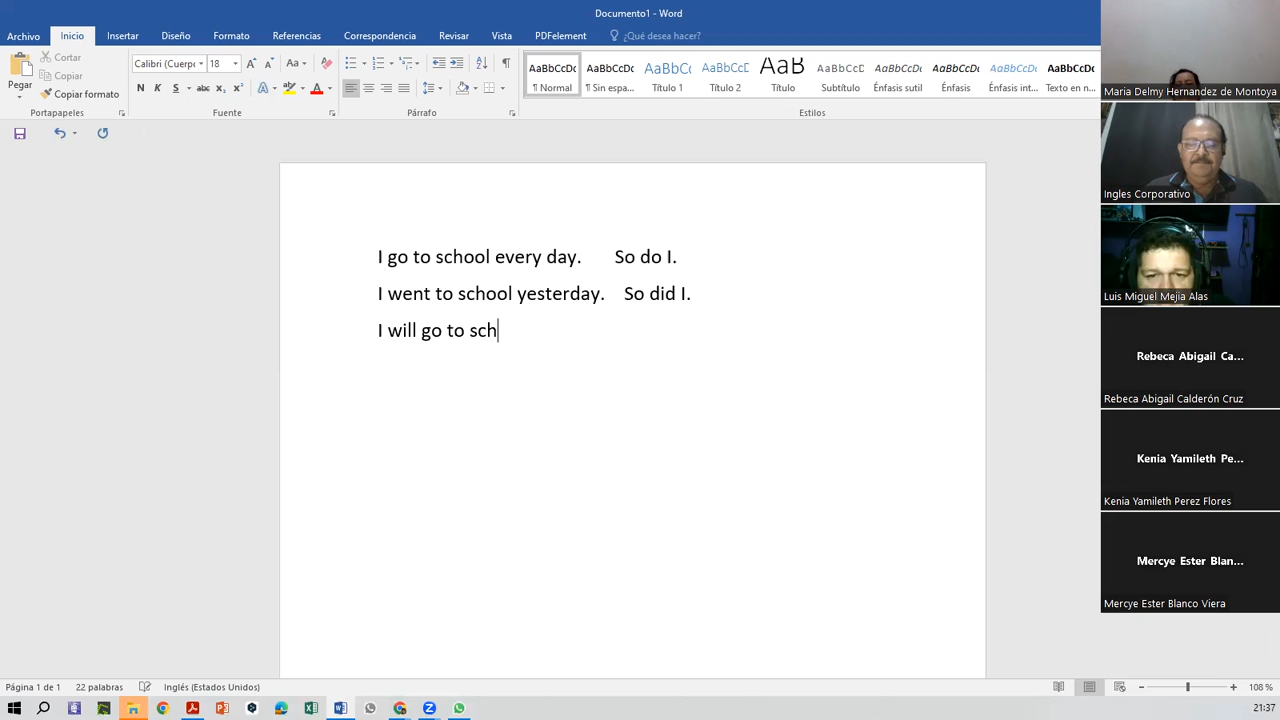 Documento1 - Word
Archivo Inicio Insertar Diseño Formato Referencias Correspondencia Revisar Vista PDFelement ¿Qué desea hacer?
Pegar
Cortar
Copiar
Copiar formato
Portapapeles
Calibri (Cuerpo 18
Fuente
Párrafo
AaBbCcDc AaBbCcDc AaBbCc AaBbCcD AaB AaBbCcD AaBbCcDc AaBbCcDc AaBbCcDc AaBbCcDc
¶ Normal ¶ Sin espa... Título 1 Título 2 Título Subtítulo Énfasis sutil Énfasis Énfasis int... Texto en n...
Estilos
I go to school every day. So do I.
I went to school yesterday. So did I.
I will go to sch
Maria Delmy Hernandez de Montoya
Ingles Corporativo
Luis Miguel Mejia Alas
Rebeca Abigail Ca...
Rebeca Abigail Calderón Cruz
Kenia Yamileth Pe...
Kenia Yamileth Perez Flores
Mercye Ester Blan...
Mercye Ester Blanco Viera
Página 1 de 1 22 palabras Inglés (Estados Unidos) 108 %
21:37